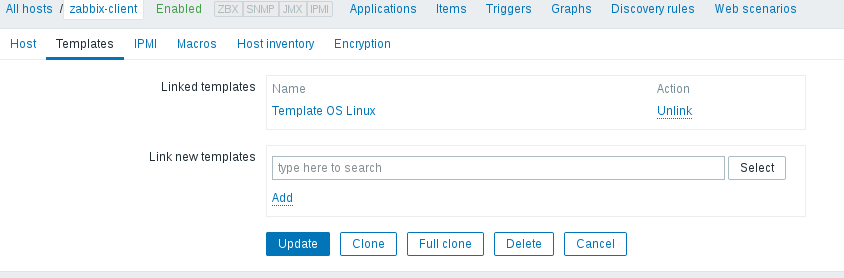 All hosts / zabbix-client Enabled ZBX SNMP JMX IPMI Applications Items Triggers Graphs Discovery rules Web scenarios
Host Templates IPMI Macros Host inventory Encryption
Linked templates Name Action
Template OS Linux Unlink
Link new templates
type here to search Select
Add
Update Clone Full clone Delete Cancel